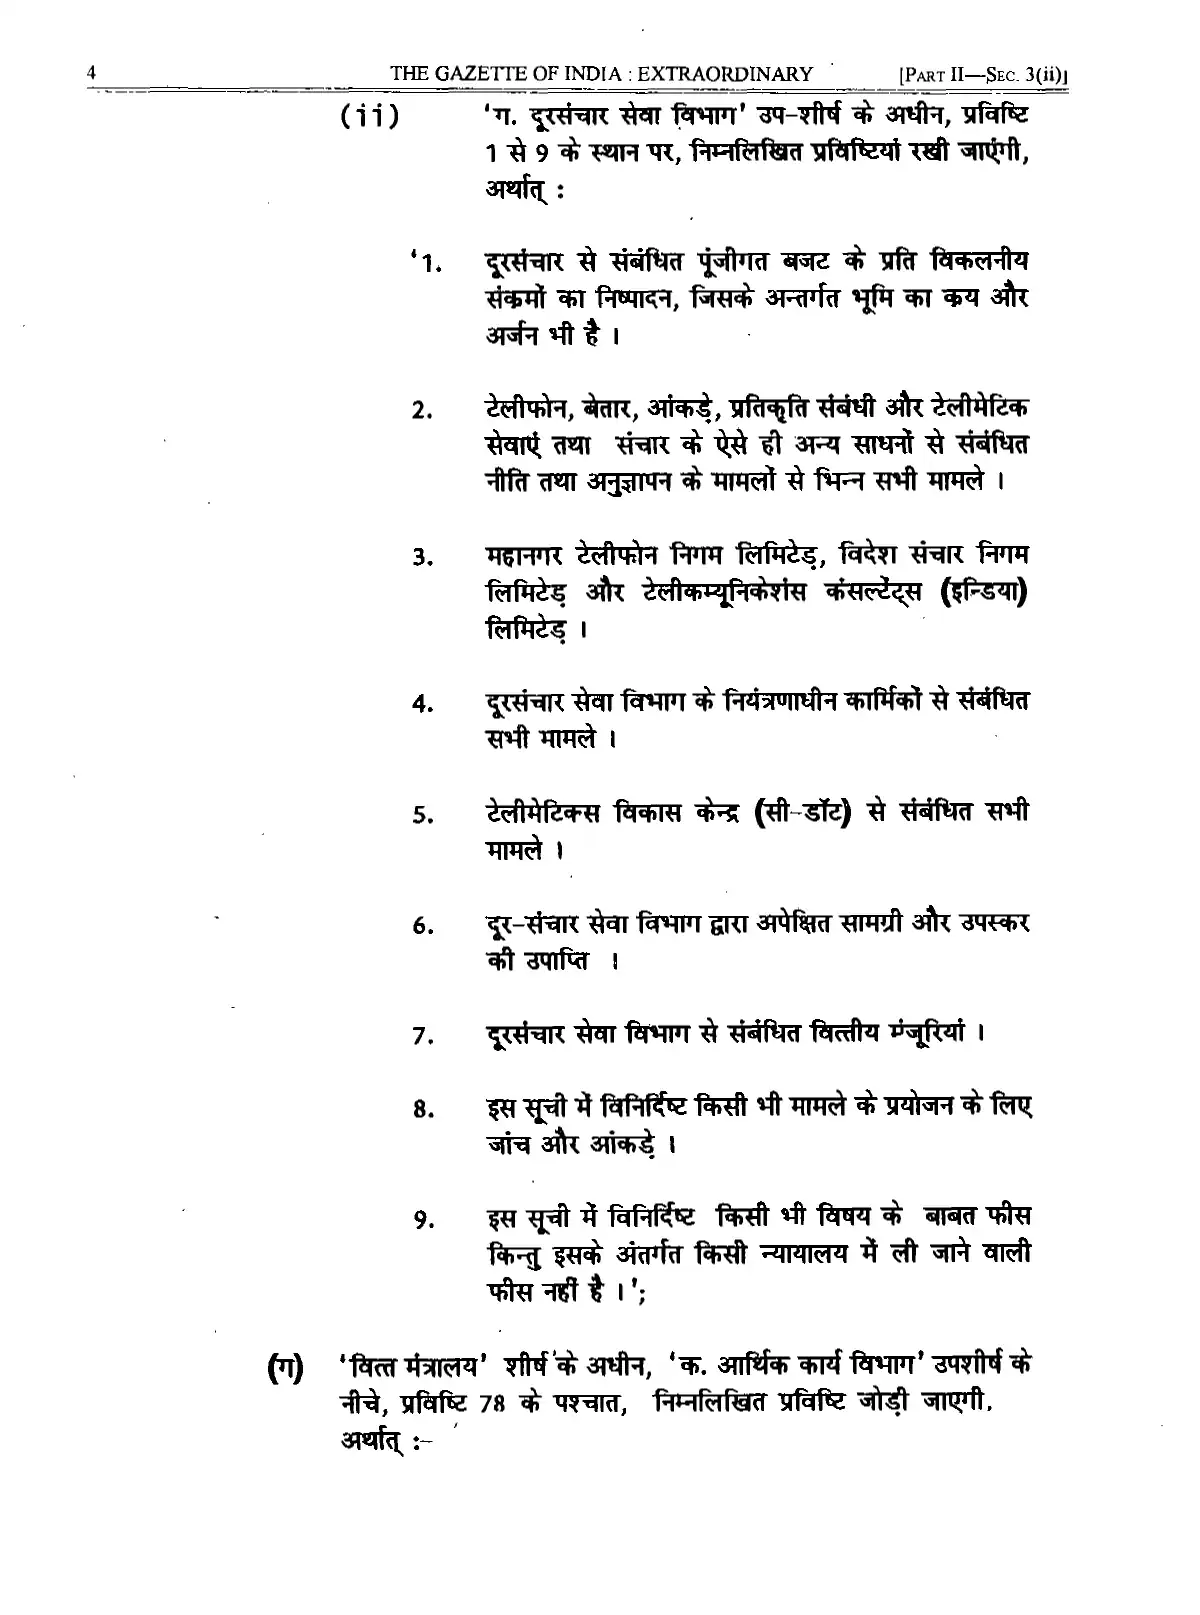 4 THE GAZETTE OF INDIA : EXTRAORDINARY [PART II—SEC. 3(ii)]
(ii) 'ग. दूरसंचार सेवा विभाग' उप-शीर्ष के अधीन, प्रविष्टि
1 से 9 के स्थान पर, निम्नलिखित प्रविष्टियां रखी जाएंगी,
अर्थात् :
'1. दूरसंचार से संबंधित पूंजीगत बजट के प्रति विकलनीय
संकमों का निष्पादन, जिसके अन्तर्गत भूमि का कय और
अर्जन भी है ।
2. टेलीफोन, बेतार, आंकड़े, प्रतिकृति संबंधी और टेलीमेटिक
सेवाएं तथा संचार के ऐसे ही अन्य साधनों से संबंधित
नीति तथा अनुज्ञापन के मामलों से भिन्न सभी मामले ।
3. महानगर टेलीफोन निगम लिमिटेड, विदेश संचार निगम
लिमिटेड और टेलीकम्यूनिकेशंस कंसल्टेंट्स (इन्डिया)
लिमिटेड ।
4. दूरसंचार सेवा विभाग के नियंत्रणाधीन कार्मिकों से संबंधित
सभी मामले ।
5. टेलीमेटिक्स विकास केन्द्र (सी-डॉट) से संबंधित सभी
मामले ।
6. दूर-संचार सेवा विभाग द्वारा अपेक्षित सामग्री और उपस्कर
की उपाप्ति ।
7. दूरसंचार सेवा विभाग से संबंधित वित्तीय मंजूरियां ।
8. इस सूची में विनिर्दिष्ट किसी भी मामले के प्रयोजन के लिए
जांच और आंकड़े ।
9. इस सूची में विनिर्दिष्ट किसी भी विषय के बाबत फीस
किन्तु इसके अंतर्गत किसी न्यायालय में ली जाने वाली
फीस नहीं है ।';
(ग) 'वित्त मंत्रालय' शीर्ष के अधीन, 'क. आर्थिक कार्य विभाग' उपशीर्ष के
नीचे, प्रविष्टि 78 के पश्चात, निम्नलिखित प्रविष्टि जोड़ी जाएगी,
अर्थात् :-